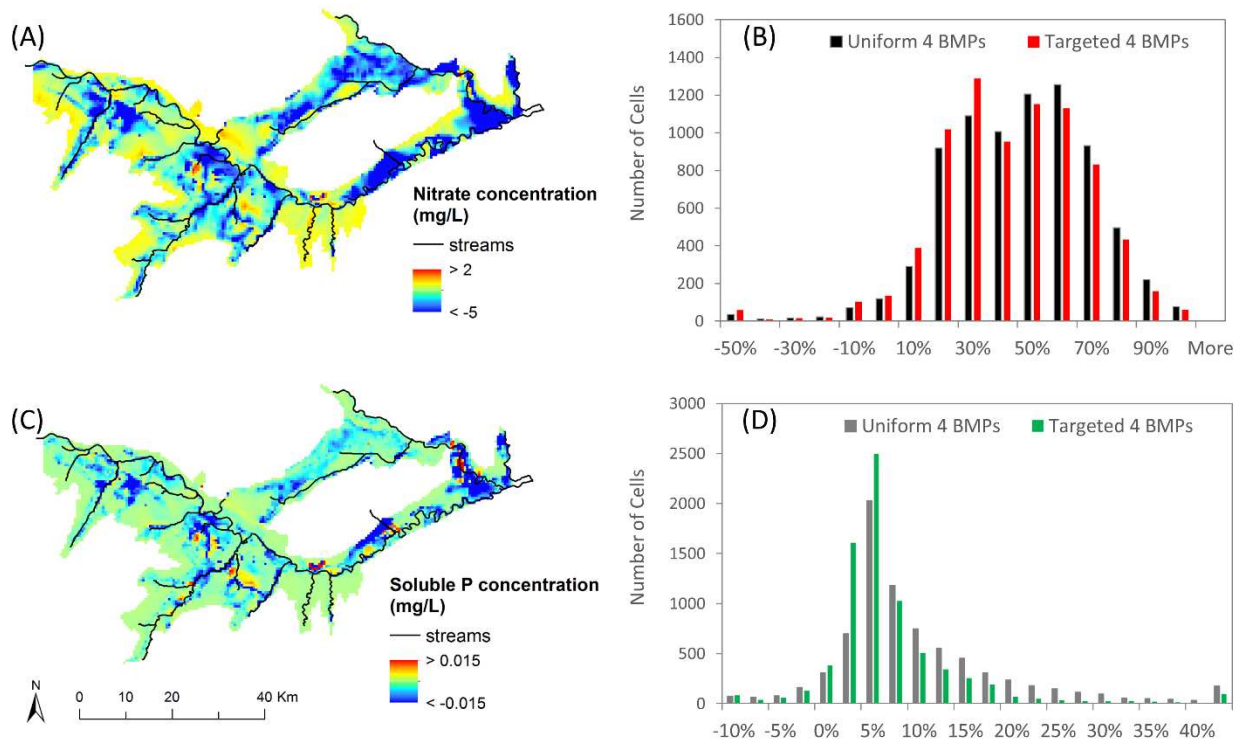 (A)
Nitrate concentration
(mg/L)
streams
> 2
< -5
(B)
Uniform 4 BMPs Targeted 4 BMPs
Number of Cells
1600
1400
1200
1000
800
600
400
200
0
-50% -30% -10% 10% 30% 50% 70% 90% More
(C)
Soluble P concentration
(mg/L)
streams
> 0.015
< -0.015
N
0 10 20 40 Km
(D)
Uniform 4 BMPs Targeted 4 BMPs
Number of Cells
3000
2500
2000
1500
1000
500
0
-10% -5% 0% 5% 10% 15% 20% 25% 30% 40%